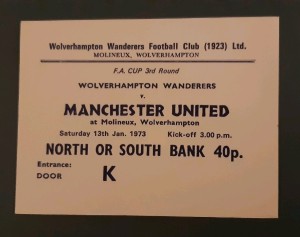 Wolverhampton Wanderers Football Club (1923) Ltd.
MOLINEUX, WOLVERHAMPTON
F.A. CUP 3rd Round
WOLVERHAMPTON WANDERERS
v.
MANCHESTER UNITED
at Molineux, Wolverhampton
Saturday 13th Jan. 1973 Kick-off 3.00 p.m.
NORTH OR SOUTH BANK 40p.
Entrance:
DOOR K